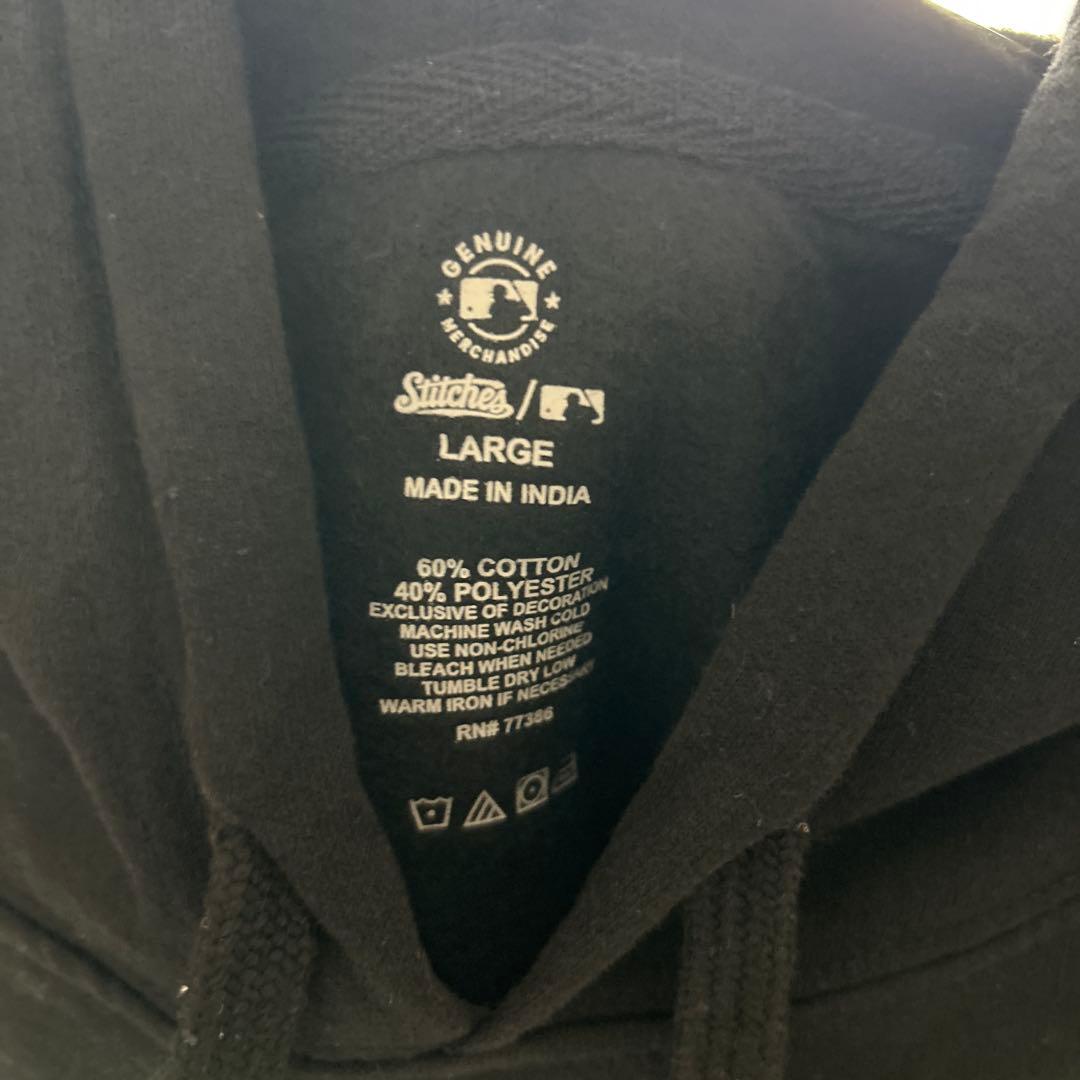 GENUINE
MERCHANDISE
Stitches /
LARGE
MADE IN INDIA
60% COTTON
40% POLYESTER
EXCLUSIVE OF DECORATION
MACHINE WASH COLD
USE NON-CHLORINE
BLEACH WHEN NEEDED
TUMBLE DRY LOW
WARM IRON IF NECESSARY
RN# 77386